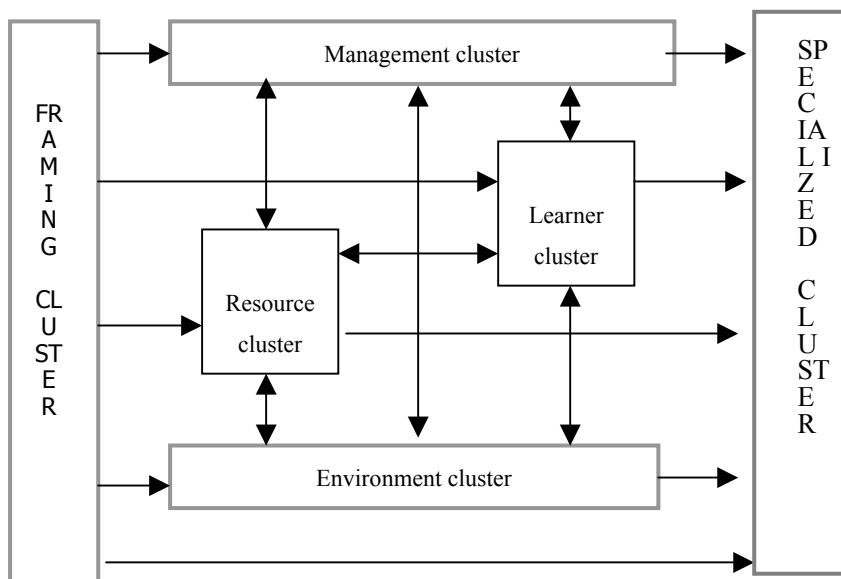 FR
A
M
I
N
G
CL
U
ST
E
R
Management cluster
Learner
cluster
Resource
cluster
Environment cluster
SP
E
C
IA
L I
Z
E
D
C
L
U
ST
E
R